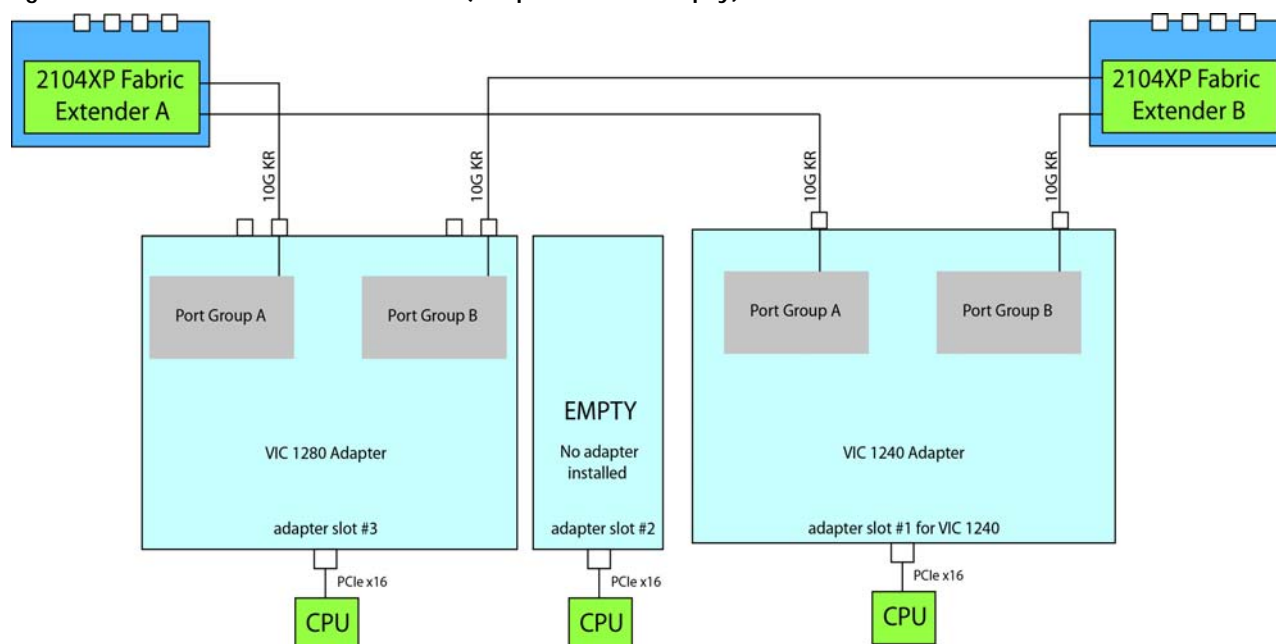 2104XP Fabric
Extender A
2104XP Fabric
Extender B
10G KR
10G KR
10G KR
10G KR
Port Group A
Port Group B
Port Group A
Port Group B
EMPTY
No adapter
installed
VIC 1280 Adapter
VIC 1240 Adapter
adapter slot #3
adapter slot #2
adapter slot #1 for VIC 1240
PCIe x16
PCIe x16
PCIe x16
CPU
CPU
CPU